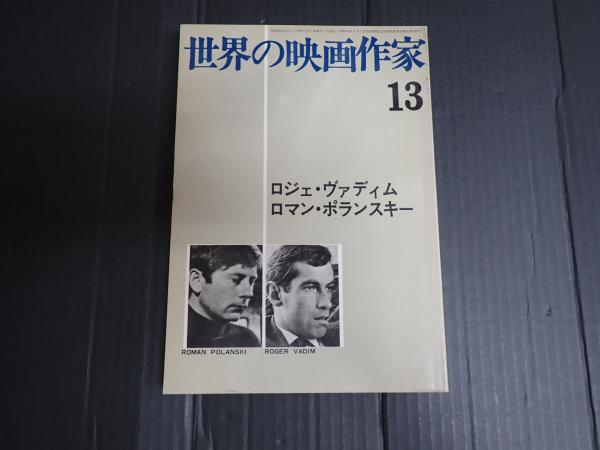 世界の映画作家
13
ロジェ・ヴァディム
ロマン・ポランスキー
ROMAN POLANSKI
ROGER VADIM